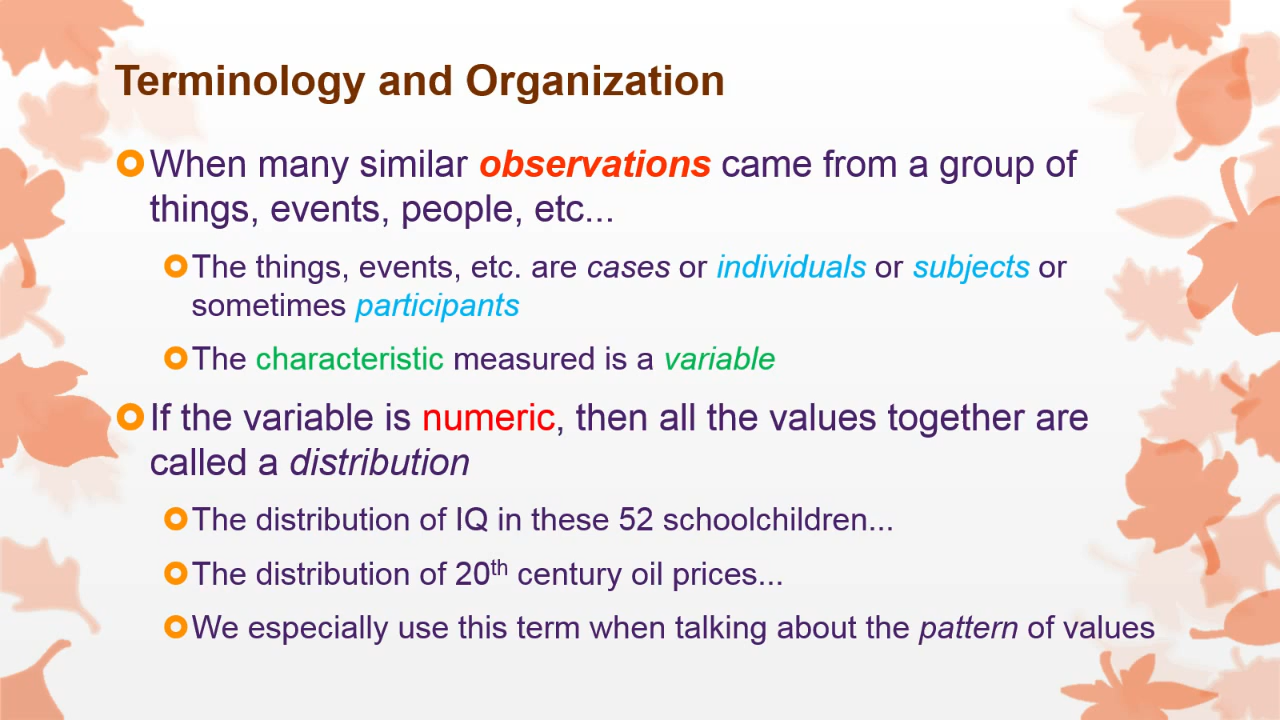 Terminology and Organization
When many similar observations came from a group of
things, events, people, etc...
The things, events, etc. are cases or individuals or subjects or
sometimes participants
The characteristic measured is a variable
If the variable is numeric, then all the values together are
called a distribution
The distribution of IQ in these 52 schoolchildren...
The distribution of 20th century oil prices...
We especially use this term when talking about the pattern of values